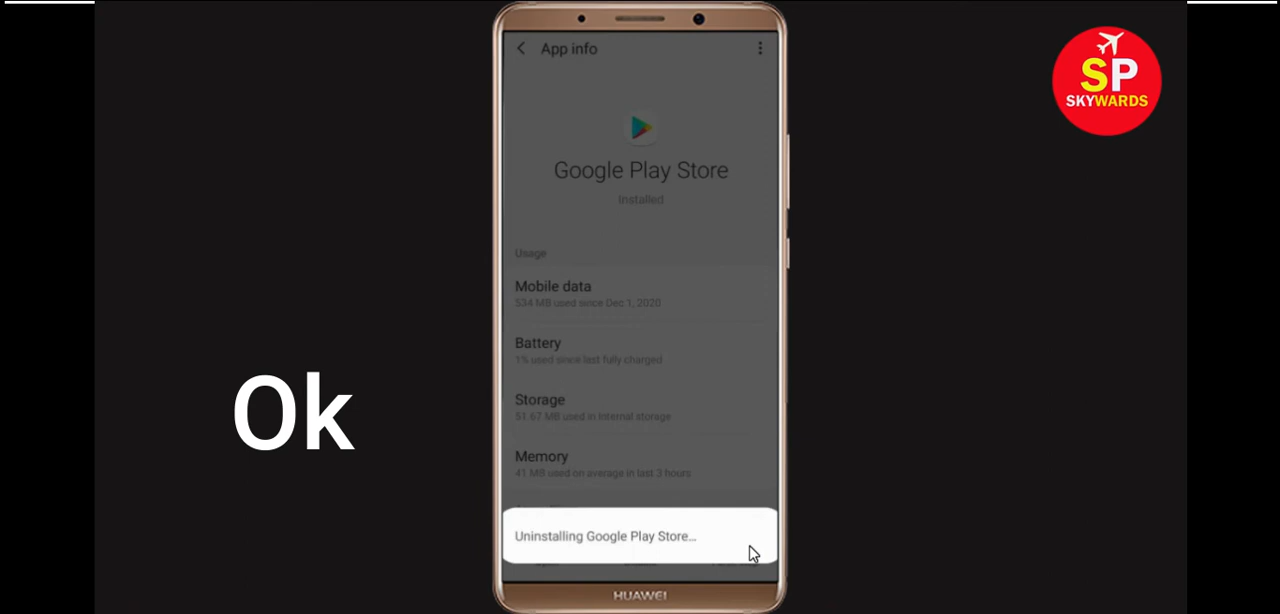 App info
Google Play Store
Installed
Usage
Mobile data
534 MB used since Dec 1, 2020
Battery
1% used since last fully charged
Storage
51.67 MB used in Internal storage
Memory
41 MB used on average in last 3 hours
Uninstalling Google Play Store...
HUAWEI
Ok
SP
SKYWARDS